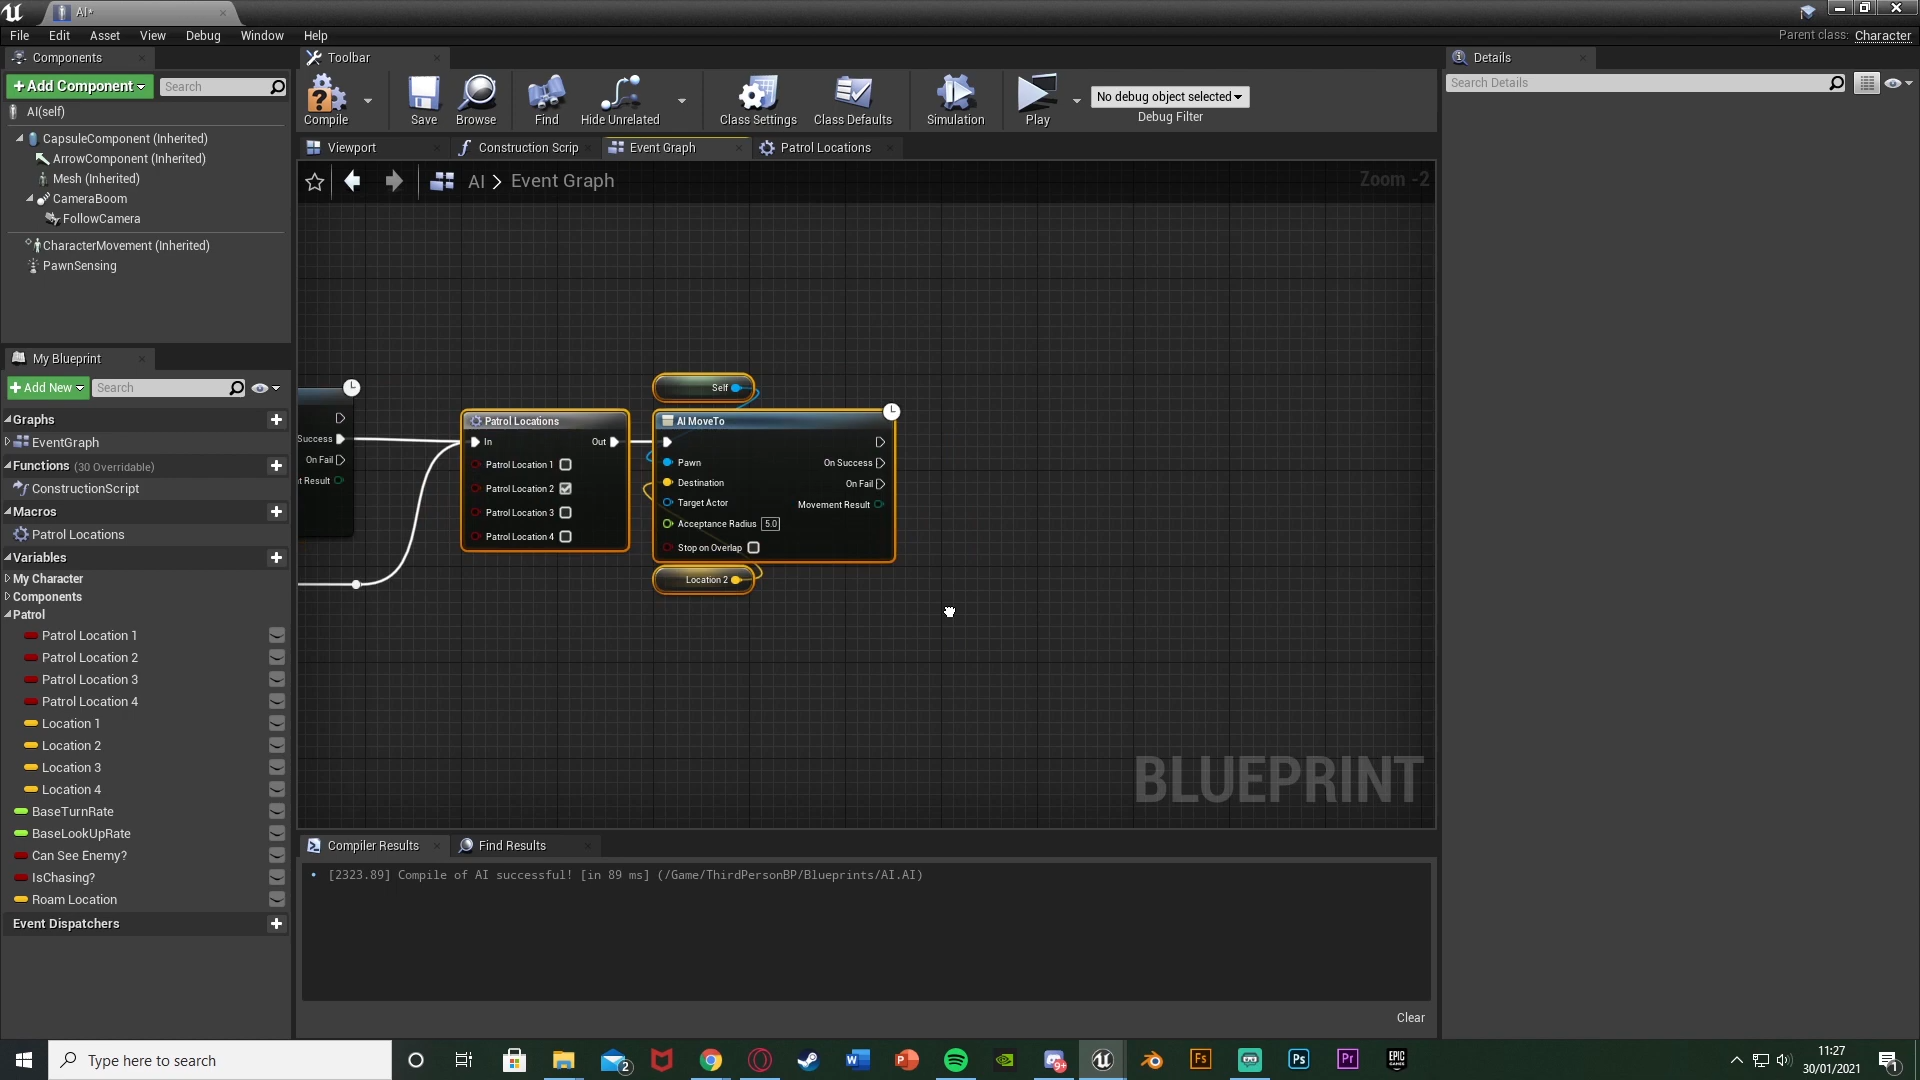 AI*
File Edit Asset View Debug Window Help
Parent class: Character
Components
Toolbar
Details
+ Add Component
Search
Search Details
Compile
Save
Browse
Find
Hide Unrelated
Class Settings
Class Defaults
Simulation
Play
No debug object selected
Debug Filter
AI(self)
CapsuleComponent (Inherited)
ArrowComponent (Inherited)
Mesh (Inherited)
CameraBoom
FollowCamera
CharacterMovement (Inherited)
PawnSensing
Viewport
Construction Scrip
Event Graph
Patrol Locations
AI > Event Graph
Zoom -2
My Blueprint
+ Add New
Search
Graphs
EventGraph
Functions (30 Overridable)
ConstructionScript
Macros
Patrol Locations
Variables
My Character
Components
Patrol
Patrol Location 1
Patrol Location 2
Patrol Location 3
Patrol Location 4
Location 1
Location 2
Location 3
Location 4
BaseTurnRate
BaseLookUpRate
Can See Enemy?
IsChasing?
Roam Location
Event Dispatchers
Success
On Fail
t Result
Patrol Locations
In
Out
Patrol Location 1
Patrol Location 2
Patrol Location 3
Patrol Location 4
Self
AI MoveTo
Pawn
On Success
Destination
On Fail
Target Actor
Movement Result
Acceptance Radius 5.0
Stop on Overlap
Location 2
BLUEPRINT
Compiler Results
Find Results
[2323.89] Compile of AI successful! [in 89 ms] (/Game/ThirdPersonBP/Blueprints/AI.AI)
Clear
Type here to search
2
W
P
9+
Fs
Ps
Pr
EPIC GAMES
11:27
30/01/2021
1